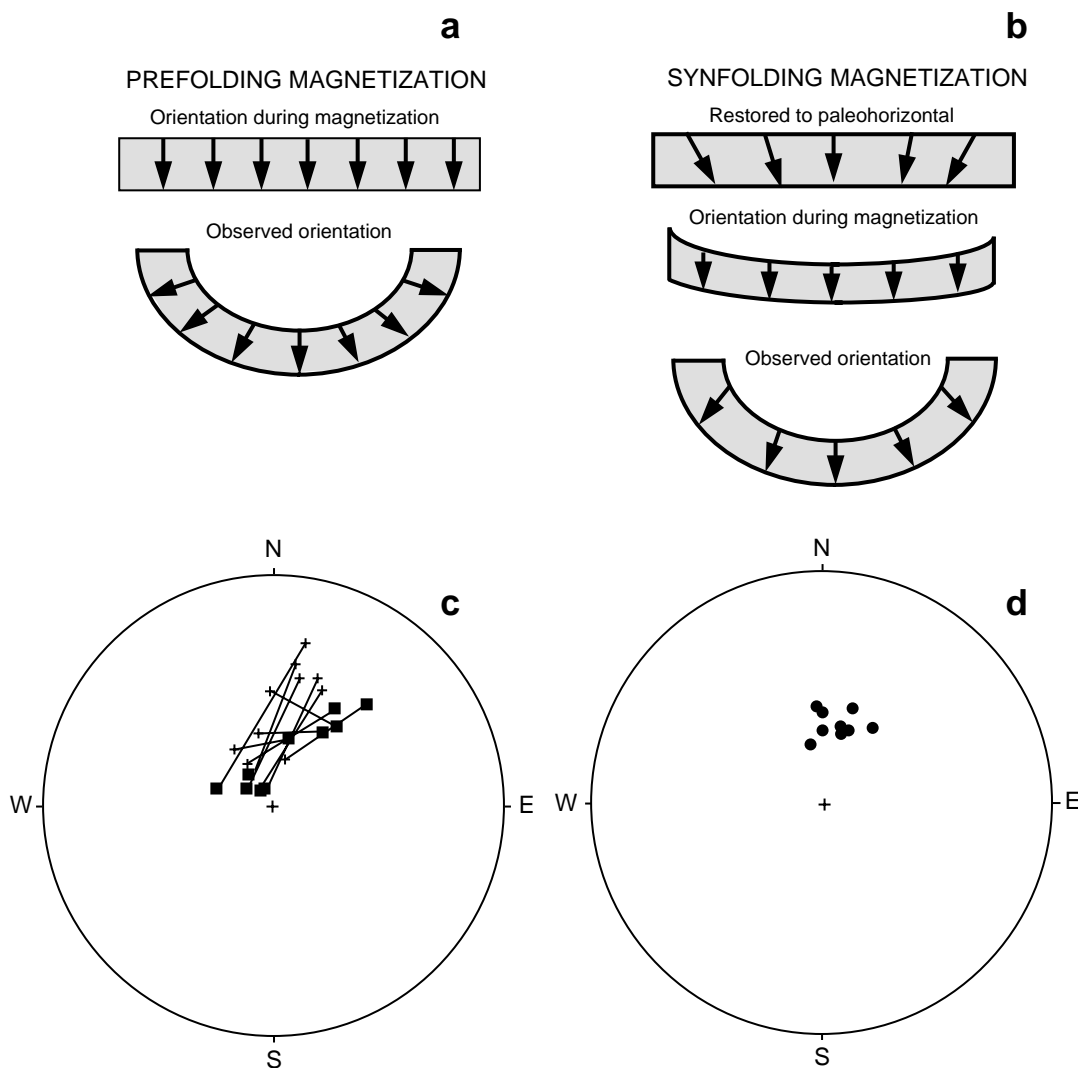 a
PREFOLDING MAGNETIZATION
Orientation during magnetization
Observed orientation
b
SYNFOLDING MAGNETIZATION
Restored to paleohorizontal
Orientation during magnetization
Observed orientation
N
c
W
E
S
N
d
W
E
S